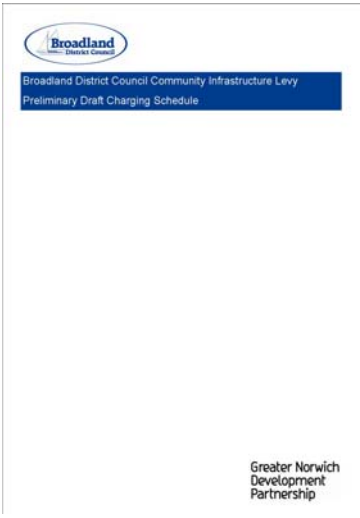 Broadland
District Council
Broadland District Council Community Infrastructure Levy
Preliminary Draft Charging Schedule
Greater Norwich
Development
Partnership